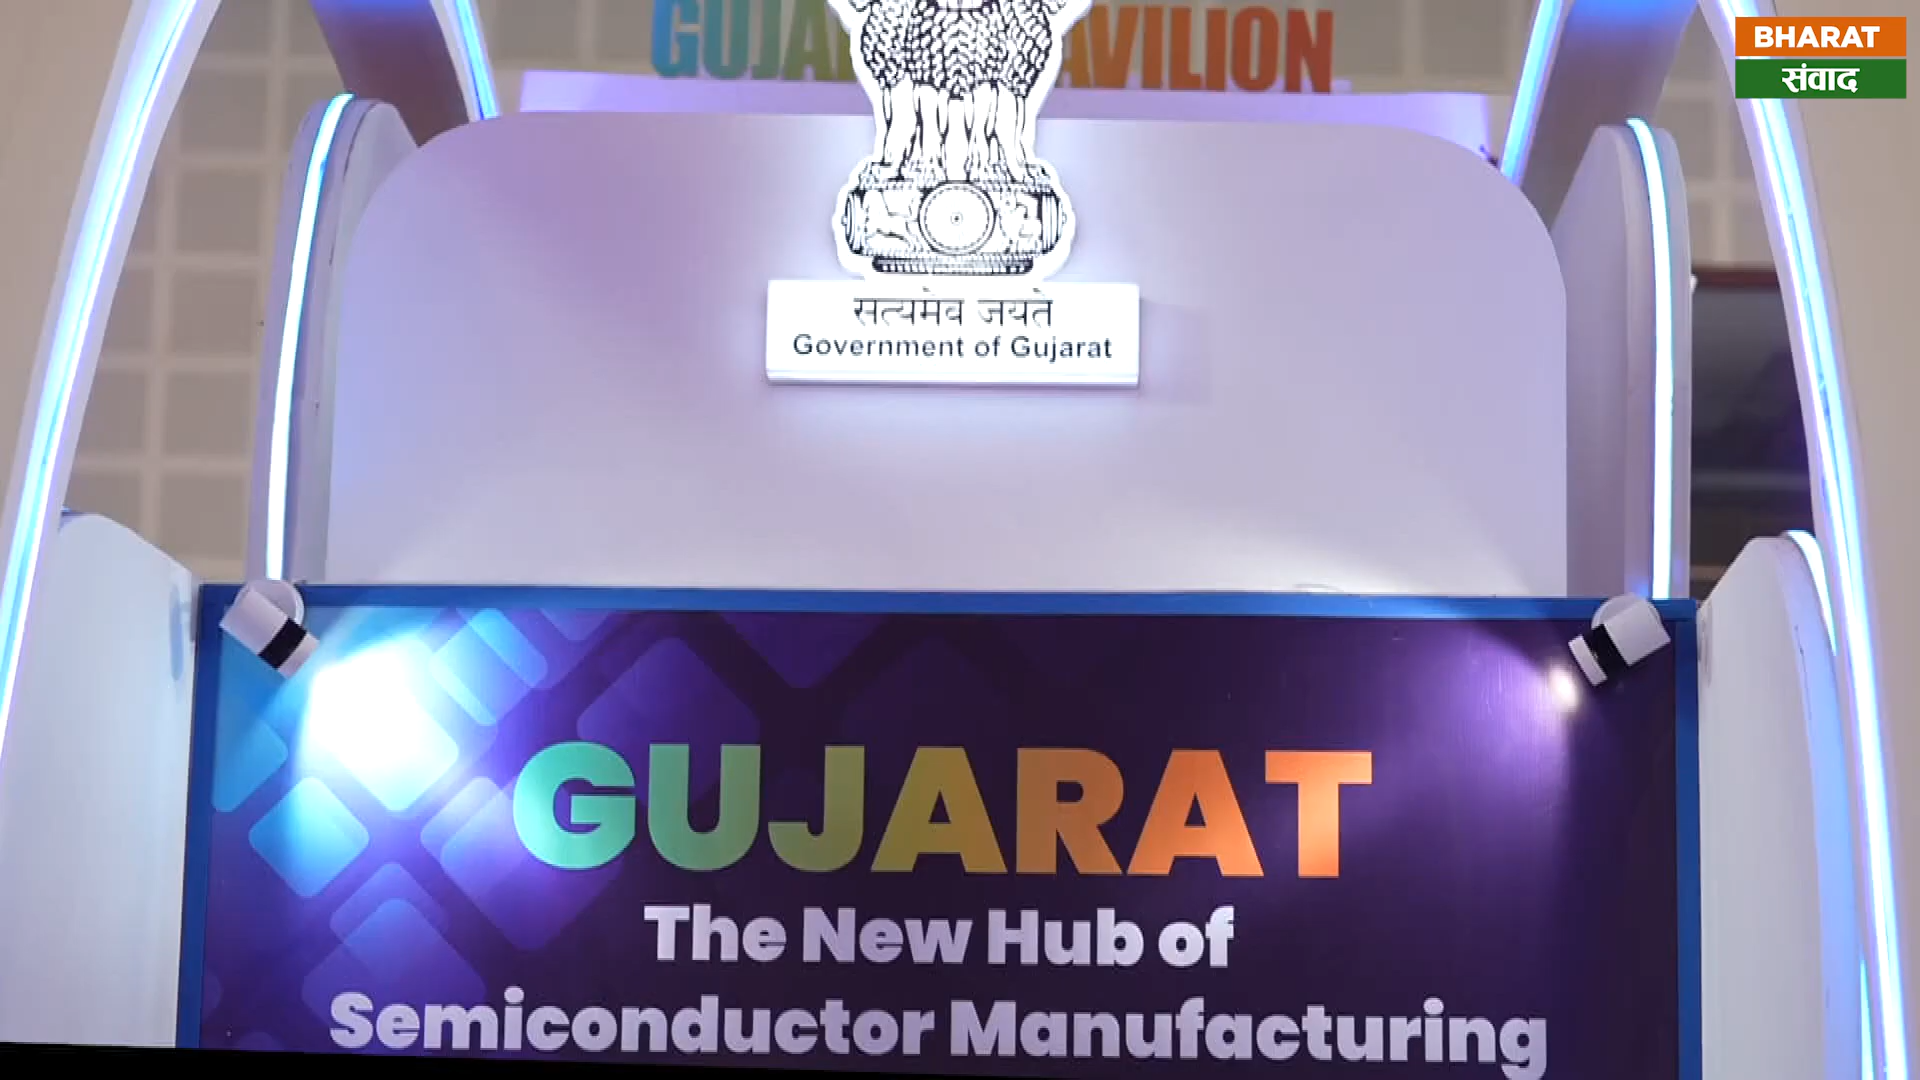 BHARAT
संवाद
सत्यमेव जयते
Government of Gujarat
GUJARAT
The New Hub of
Semiconductor Manufacturing